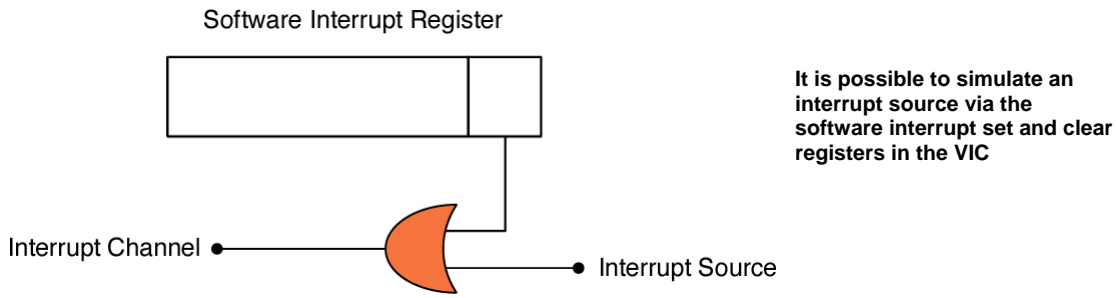 Software Interrupt Register
It is possible to simulate an
interrupt source via the
software interrupt set and clear
registers in the VIC
Interrupt Channel
Interrupt Source